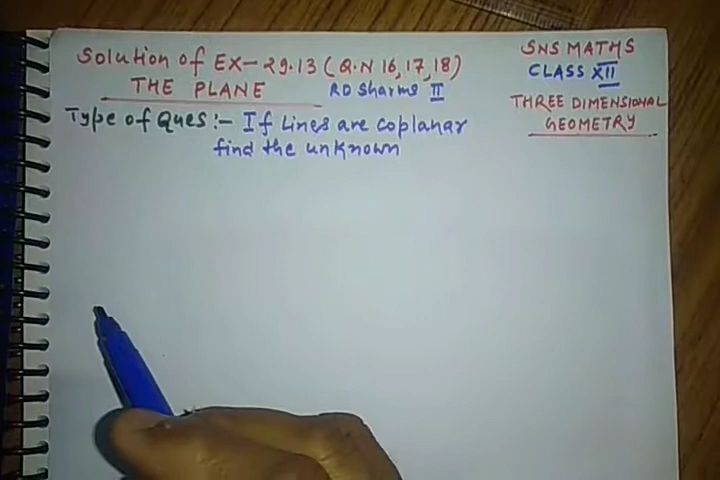 Solution of EX-29.13 (Q.N 16,17,18)
THE PLANE
RD Sharma II
Type of Ques:- If Lines are coplanar
find the unknown
SNS MATHS
CLASS XII
THREE DIMENSIONAL
GEOMETRY